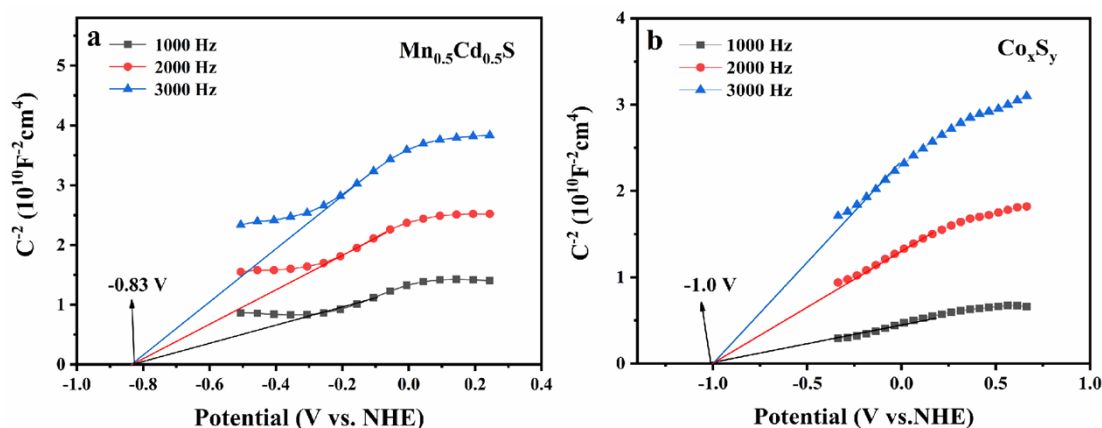 a
1000 Hz
2000 Hz
3000 Hz
Mn₀.₅Cd₀.₅S
C⁻² (10¹⁰F⁻²cm⁴)
5
4
3
2
1
0
-0.83 V
-1.0 -0.8 -0.6 -0.4 -0.2 0.0 0.2 0.4
Potential (V vs. NHE)
b
1000 Hz
2000 Hz
3000 Hz
CoₓSᵧ
C⁻² (10¹⁰F⁻²cm⁴)
4
3
2
1
0
-1.0 V
-1.0 -0.5 0.0 0.5 1.0
Potential (V vs.NHE)